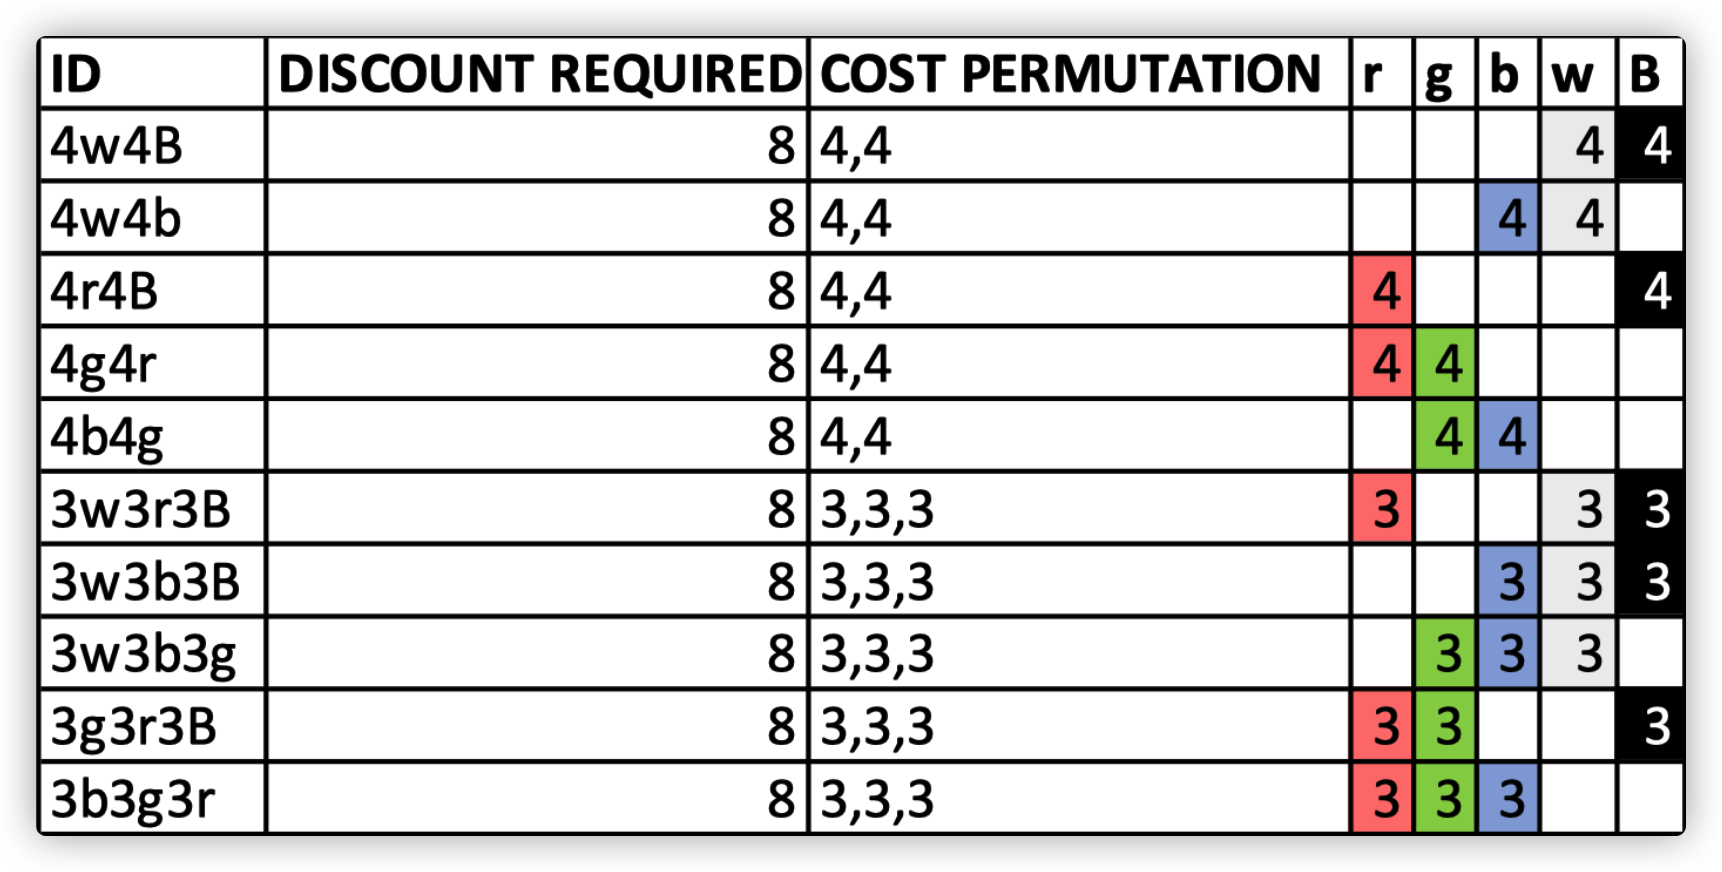 ID DISCOUNT REQUIRED COST PERMUTATION r g b w B
4w4B 8 4,4 4 4
4w4b 8 4,4 4 4
4r4B 8 4,4 4 4
4g4r 8 4,4 4 4
4b4g 8 4,4 4 4
3w3r3B 8 3,3,3 3 3 3
3w3b3B 8 3,3,3 3 3 3
3w3b3g 8 3,3,3 3 3 3
3g3r3B 8 3,3,3 3 3 3
3b3g3r 8 3,3,3 3 3 3